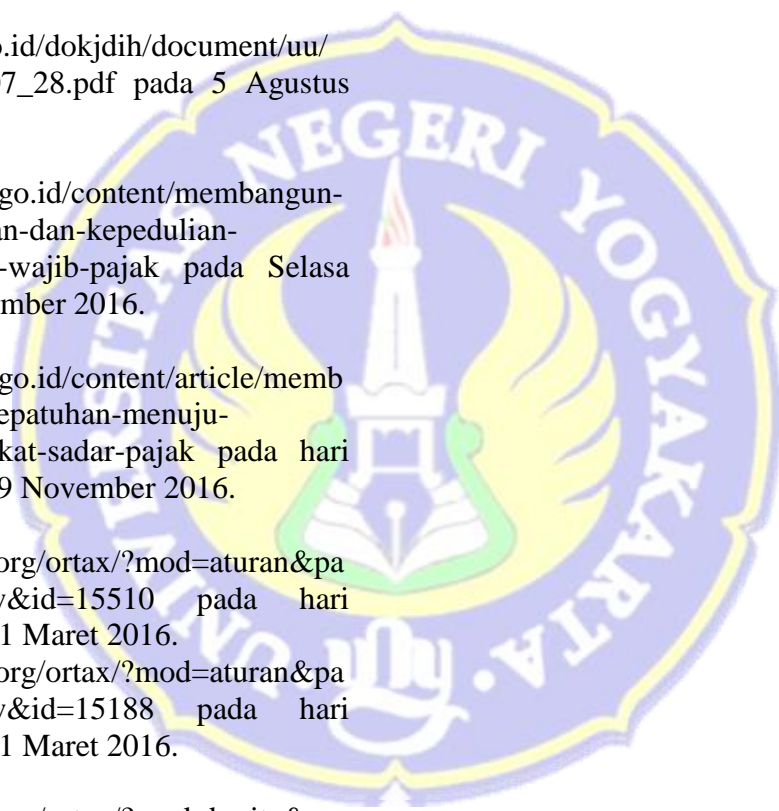 o.id/dokjdih/document/uu/
07_28.pdf pada 5 Agustus
go.id/content/membangun-
an-dan-kepedulian-
-wajib-pajak pada Selasa
mber 2016.
go.id/content/article/memb
epatuhan-menuju-
kat-sadar-pajak pada hari
9 November 2016.
org/ortax/?mod=aturan&pa
y&id=15510 pada hari
1 Maret 2016.
org/ortax/?mod=aturan&pa
y&id=15188 pada hari
1 Maret 2016.
UNIVERSITAS NEGERI YOGYAKARTA
uny